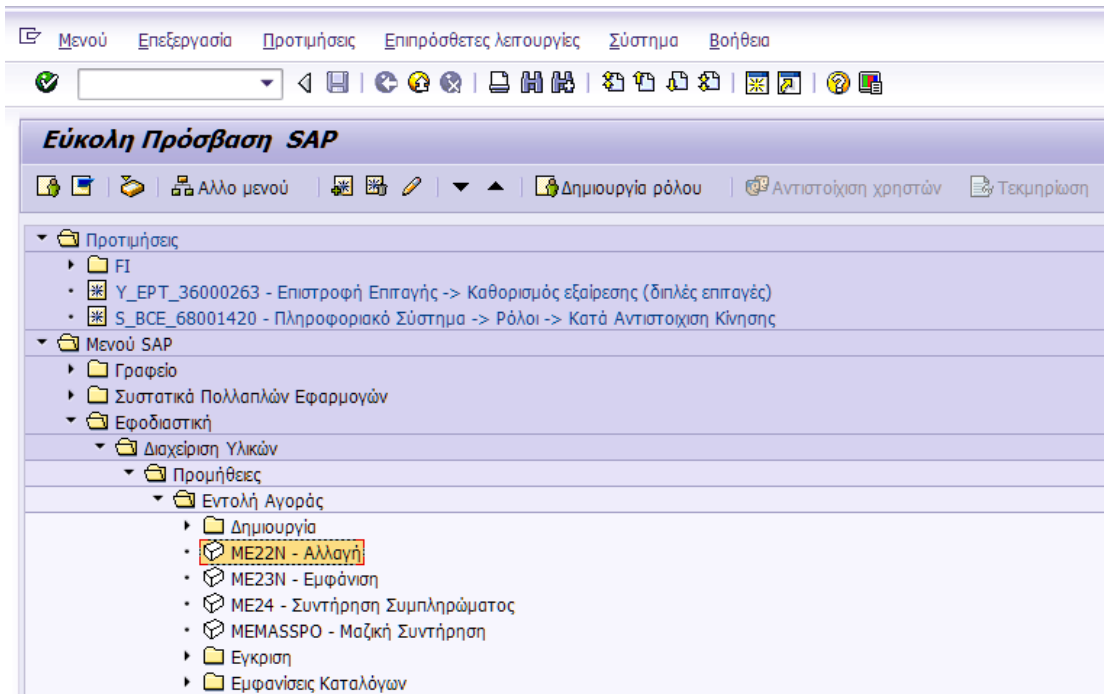 Μενού Επεξεργασία Προτιμήσεις Επιπρόσθετες λειτουργίες Σύστημα Βοήθεια
Εύκολη Πρόσβαση SAP
Αλλο μενού Δημιουργία ρόλου Αντιστοίχιση χρηστών Τεκμηρίωση
Προτιμήσεις
FI
Y_EPT_36000263 - Επιστροφή Επιταγής -> Καθορισμός εξαίρεσης (διπλές επιταγές)
S_BCE_68001420 - Πληροφοριακό Σύστημα -> Ρόλοι -> Κατά Αντιστοιχιση Κίνησης
Μενού SAP
Γραφείο
Συστατικά Πολλαπλών Εφαρμογών
Εφοδιαστική
Διαχείριση Υλικών
Προμήθειες
Εντολή Αγοράς
Δημιουργία
ME22N - Αλλαγή
ME23N - Εμφάνιση
ME24 - Συντήρηση Συμπληρώματος
MEMASSPO - Μαζική Συντήρηση
Εγκριση
Εμφανίσεις Καταλόγων